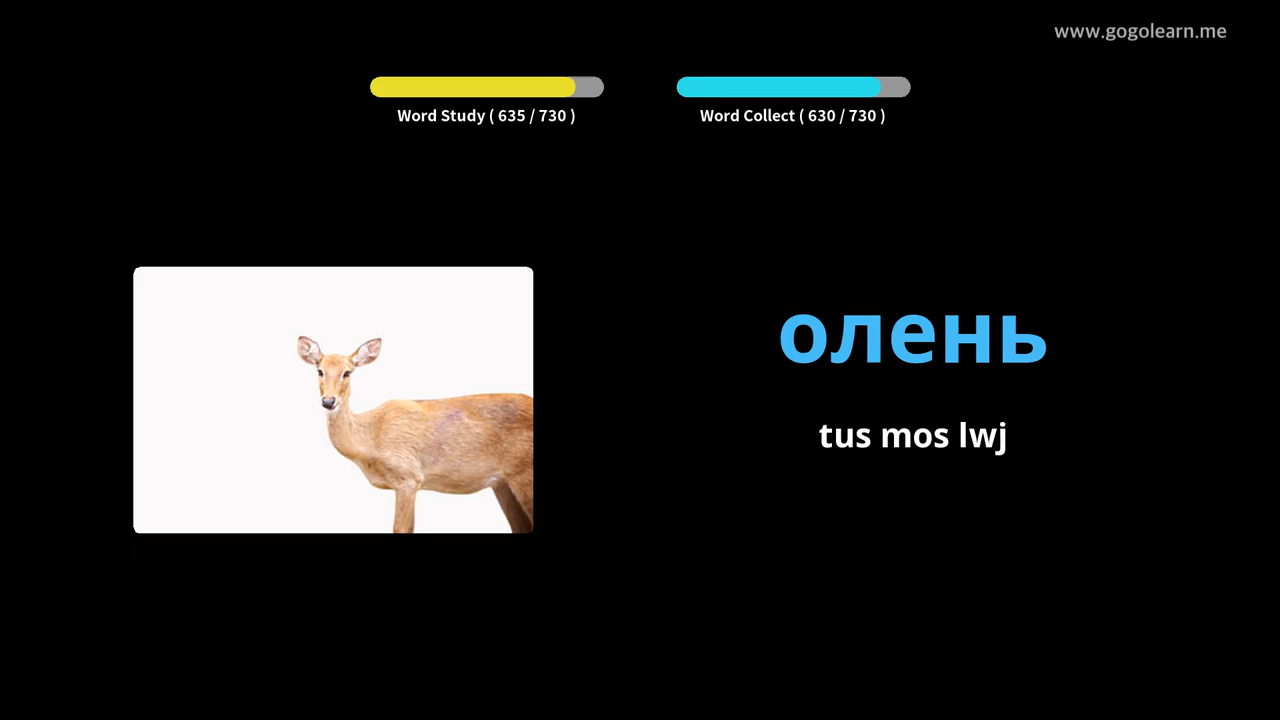 www.gogolearn.me
Word Study ( 635 / 730 )
Word Collect ( 630 / 730 )
олень
tus mos lwj